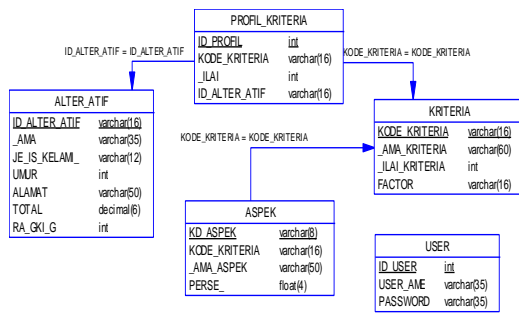 PROFIL_KRITERIA
ID_PROFIL int
KODE_KRITERIA varchar(16)
_ILAI int
ID_ALTER_ATIF varchar(16)
ID_ALTER_ATIF = ID_ALTER_ATIF
KODE_KRITERIA = KODE_KRITERIA
ALTER_ATIF
ID_ALTER_ATIF varchar(16)
_AMA varchar(35)
JE_IS_KELAMI_ varchar(12)
UMUR int
ALAMAT varchar(50)
TOTAL decimal(6)
RA_GKI_G int
KRITERIA
KODE_KRITERIA varchar(16)
_AMA_KRITERIA varchar(60)
_ILAI_KRITERIA int
FACTOR varchar(16)
KODE_KRITERIA = KODE_KRITERIA
ASPEK
KD_ASPEK varchar(8)
KODE_KRITERIA varchar(16)
_AMA_ASPEK varchar(50)
PERSE_ float(4)
USER
ID_USER int
USER_AME varchar(35)
PASSWORD varchar(35)